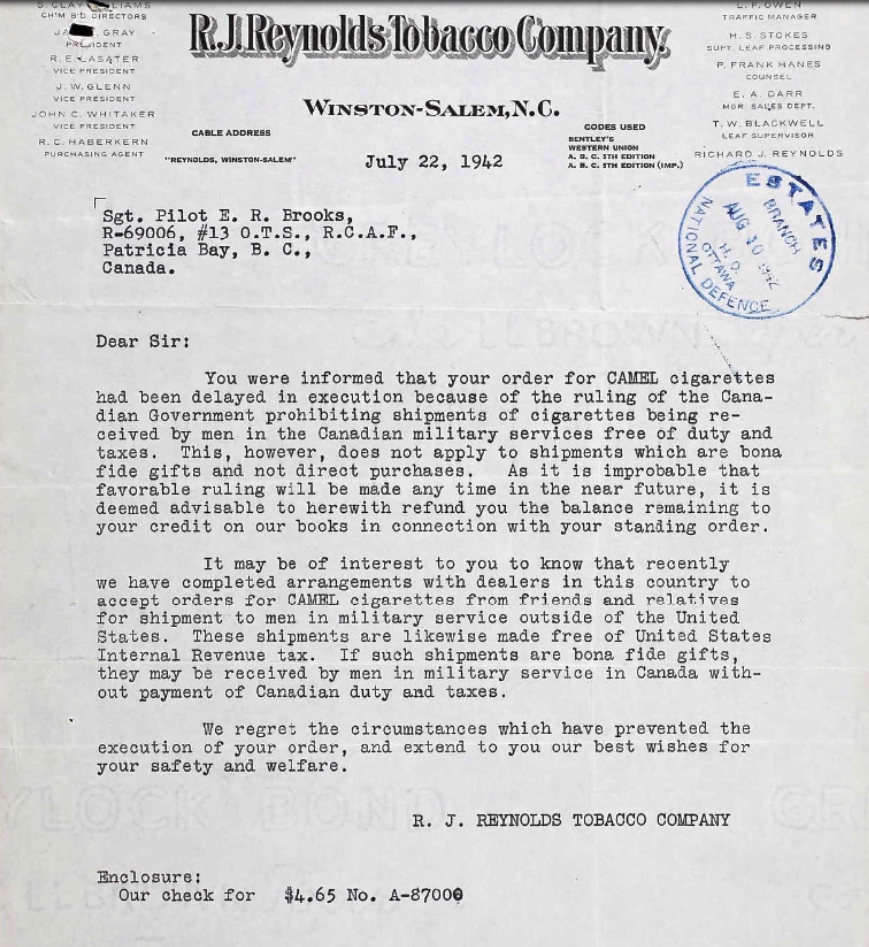 S. CLAY WILLIAMS
CH'M B'D DIRECTORS
GRAY
PRESIDENT
R. E. LASATER
VICE PRESIDENT
J. W. GLENN
VICE PRESIDENT
JOHN C. WHITAKER
VICE PRESIDENT
R. C. HABERKERN
PURCHASING AGENT
R. J. Reynolds Tobacco Company.
WINSTON-SALEM, N.C.
CABLE ADDRESS
"REYNOLDS, WINSTON-SALEM"
July 22, 1942
CODES USED
BENTLEY'S
WESTERN UNION
A. B. C. 5TH EDITION
A. B. C. 5TH EDITION (IMP.)
L. F. OWEN
TRAFFIC MANAGER
H. S. STOKES
SUPT. LEAF PROCESSING
P. FRANK HANES
COUNSEL
E. A. DARR
MGR. SALES DEPT.
T. W. BLACKWELL
LEAF SUPERVISOR
RICHARD J. REYNOLDS
ESTATES
BRANCH
AUG 10 1942
H. Q.
OTTAWA
NATIONAL DEFENCE
Sgt. Pilot E. R. Brooks,
R-69006, #13 O.T.S., R.C.A.F.,
Patricia Bay, B. C.,
Canada.
Dear Sir:
You were informed that your order for CAMEL cigarettes
had been delayed in execution because of the ruling of the Cana-
dian Government prohibiting shipments of cigarettes being re-
ceived by men in the Canadian military services free of duty and
taxes. This, however, does not apply to shipments which are bona
fide gifts and not direct purchases. As it is improbable that
favorable ruling will be made any time in the near future, it is
deemed advisable to herewith refund you the balance remaining to
your credit on our books in connection with your standing order.
It may be of interest to you to know that recently
we have completed arrangements with dealers in this country to
accept orders for CAMEL cigarettes from friends and relatives
for shipment to men in military service outside of the United
States. These shipments are likewise made free of United States
Internal Revenue tax. If such shipments are bona fide gifts,
they may be received by men in military service in Canada with-
out payment of Canadian duty and taxes.
We regret the circumstances which have prevented the
execution of your order, and extend to you our best wishes for
your safety and welfare.
R. J. REYNOLDS TOBACCO COMPANY
Enclosure:
Our check for $4.65 No. A-87000